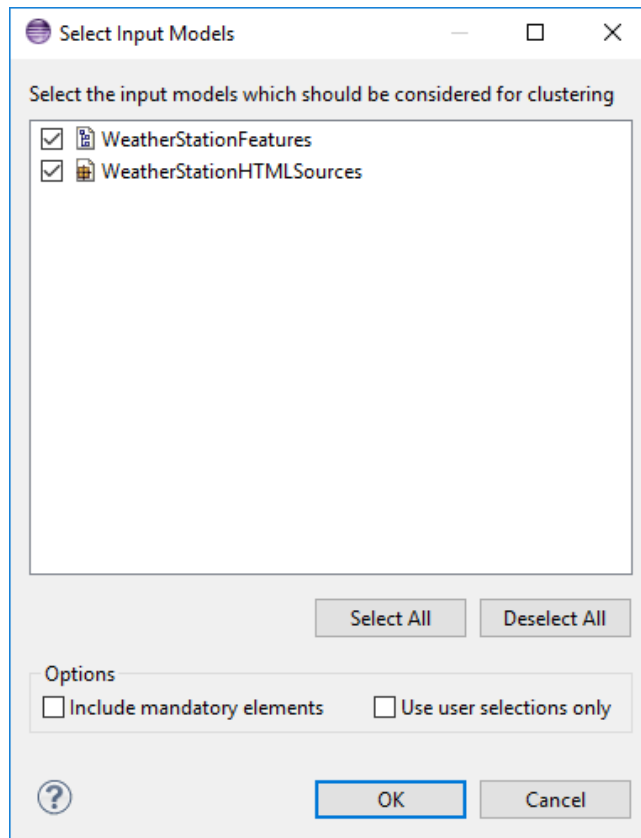 Select Input Models
Select the input models which should be considered for clustering
WeatherStationFeatures
WeatherStationHTMLSources
Select All
Deselect All
Options
Include mandatory elements
Use user selections only
?
OK
Cancel